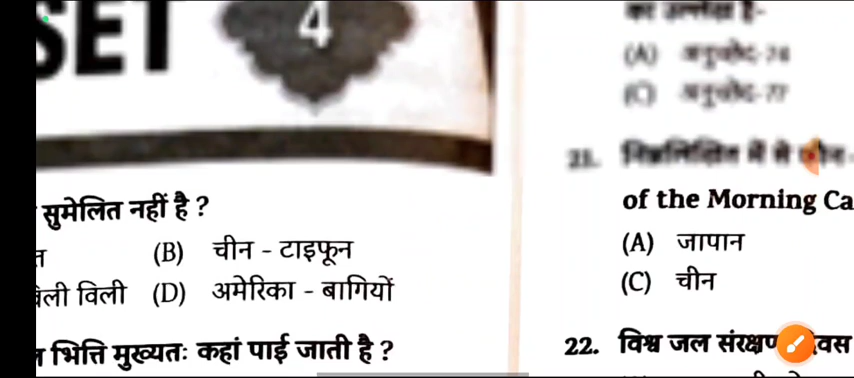 SET 4
सुमेलित नहीं है ?
(B) चीन - टाइफून
विली (D) अमेरिका - बागियों
भित्ति मुख्यतः कहां पाई जाती है ?
का उल्लेख है-
(A) अनुच्छेद-74
(C) अनुच्छेद-77
21. निम्नलिखित में से
of the Morning Ca
(A) जापान
(C) चीन
22. विश्व जल संरक्षण